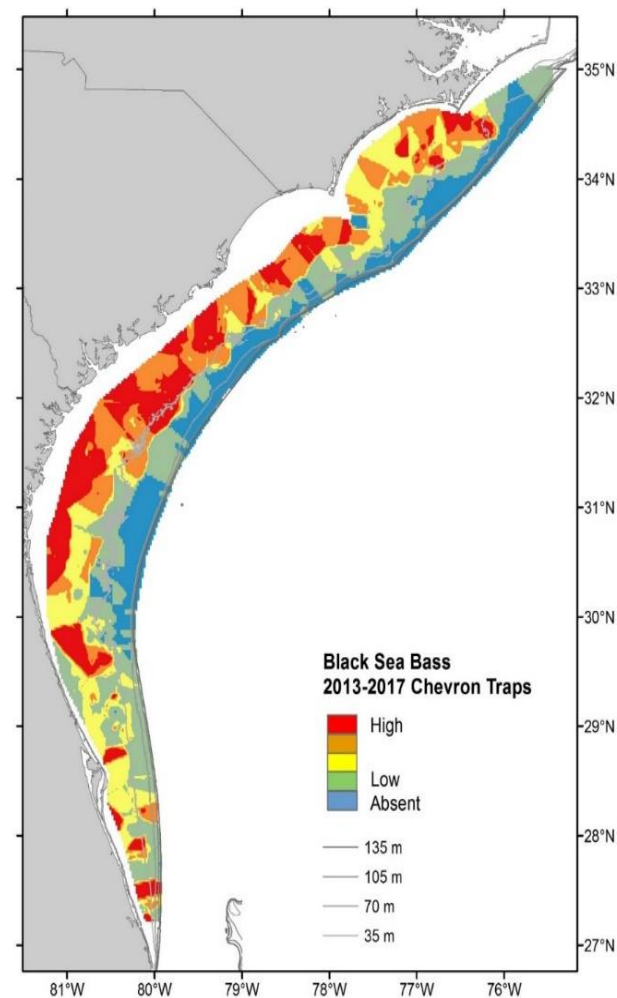 35°N
34°N
33°N
32°N
31°N
30°N
29°N
28°N
27°N
Black Sea Bass
2013-2017 Chevron Traps
High
Low
Absent
135 m
105 m
70 m
35 m
81°W 80°W 79°W 78°W 77°W 76°W